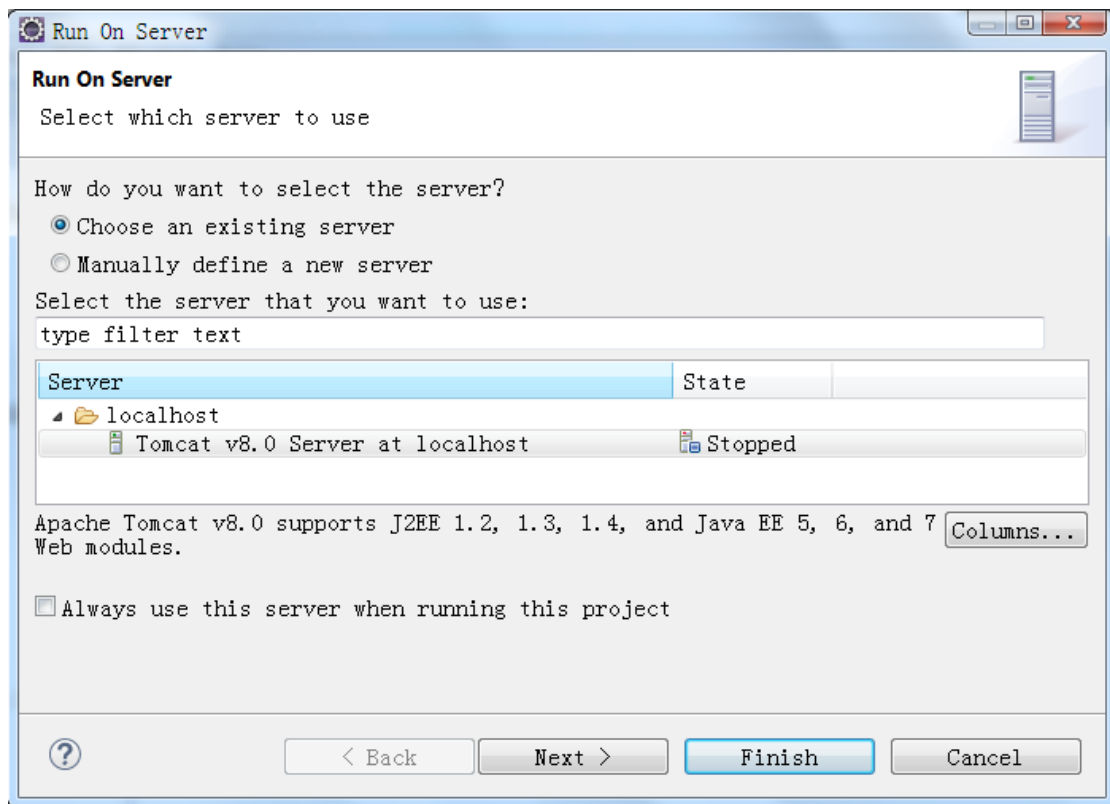 Run On Server
Run On Server
Select which server to use
How do you want to select the server?
Choose an existing server
Manually define a new server
Select the server that you want to use:
type filter text
Server State
localhost
Tomcat v8.0 Server at localhost Stopped
Apache Tomcat v8.0 supports J2EE 1.2, 1.3, 1.4, and Java EE 5, 6, and 7 Columns...
Web modules.
Always use this server when running this project
? < Back Next > Finish Cancel